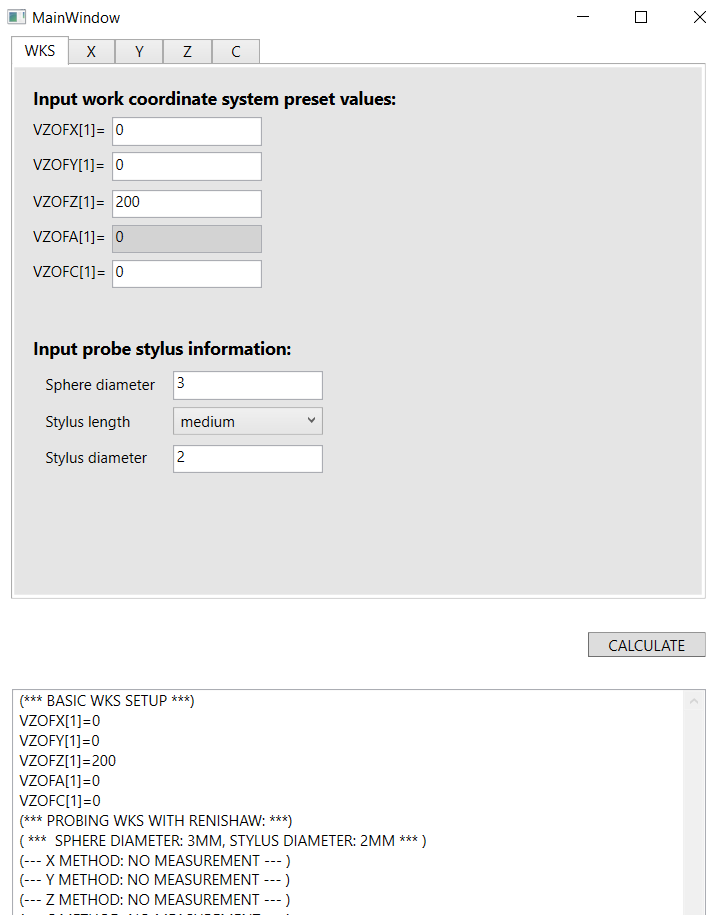 MainWindow
WKS X Y Z C
Input work coordinate system preset values:
VZOFX[1]= 0
VZOFY[1]= 0
VZOFZ[1]= 200
VZOFA[1]= 0
VZOFC[1]= 0
Input probe stylus information:
Sphere diameter 3
Stylus length medium
Stylus diameter 2
CALCULATE
(*** BASIC WKS SETUP ***)
VZOFX[1]=0
VZOFY[1]=0
VZOFZ[1]=200
VZOFA[1]=0
VZOFC[1]=0
(*** PROBING WKS WITH RENISHAW: ***)
( ***  SPHERE DIAMETER: 3MM, STYLUS DIAMETER: 2MM *** )
(--- X METHOD: NO MEASUREMENT --- )
(--- Y METHOD: NO MEASUREMENT --- )
(--- Z METHOD: NO MEASUREMENT --- )